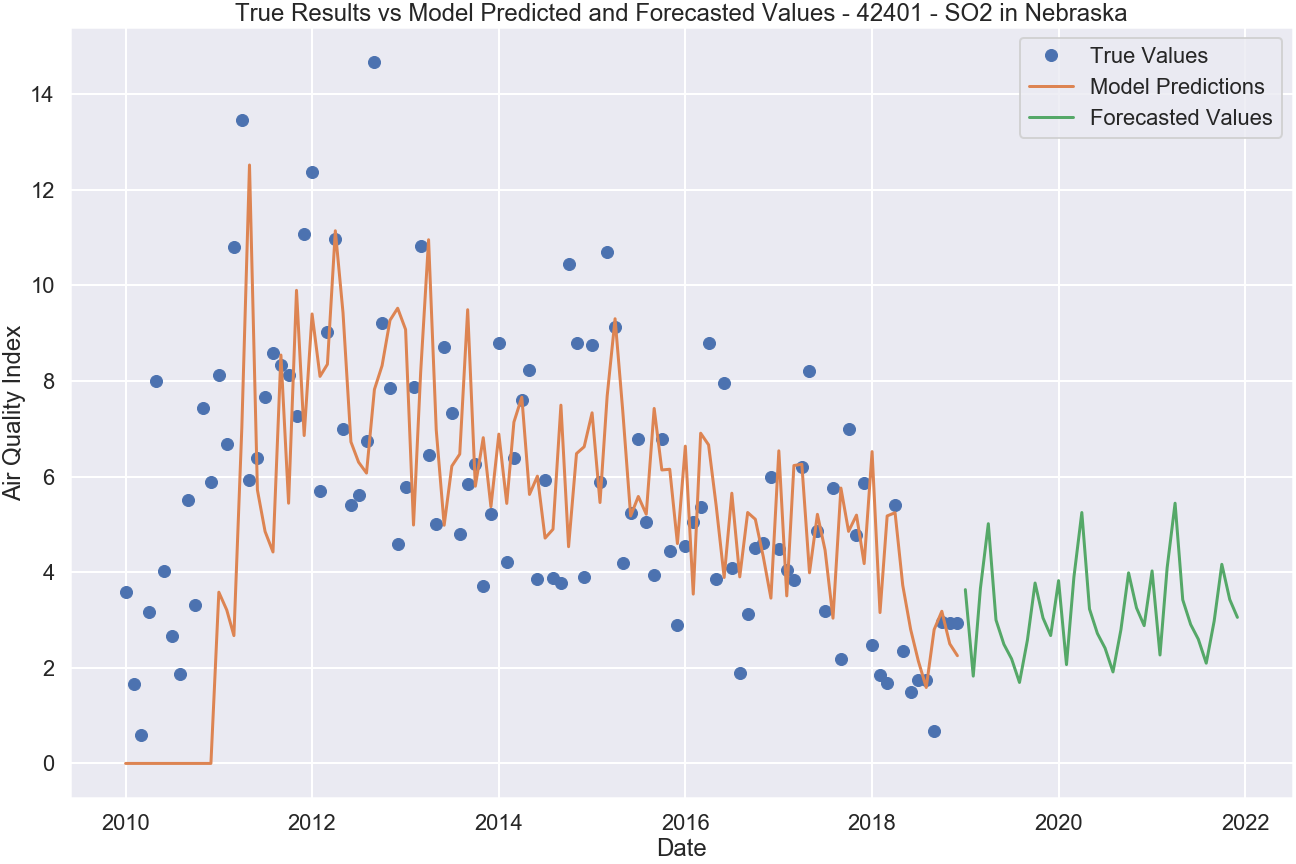 True Results vs Model Predicted and Forecasted Values - 42401 - SO2 in Nebraska
True Values
Model Predictions
Forecasted Values
Air Quality Index
14
12
10
8
6
4
2
0
2010 2012 2014 2016 2018 2020 2022
Date